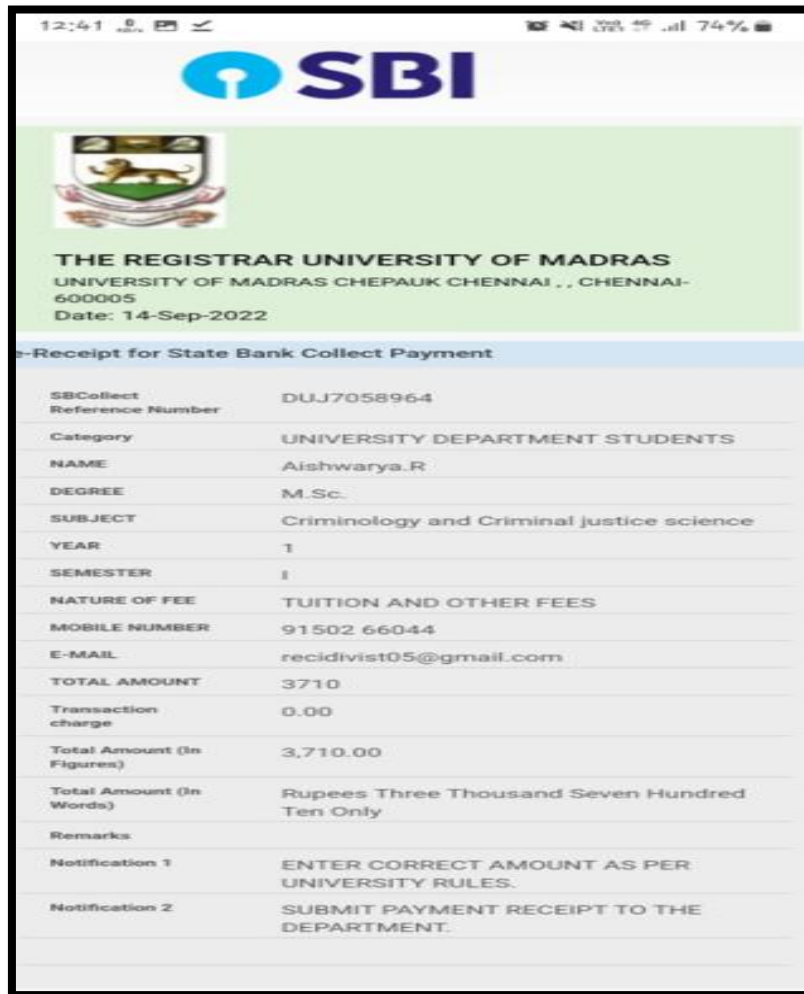 12:41 74%
SBI
THE REGISTRAR UNIVERSITY OF MADRAS
UNIVERSITY OF MADRAS CHEPAUK CHENNAI , , CHENNAI-
600005
Date: 14-Sep-2022
e-Receipt for State Bank Collect Payment
SBCollect
Reference Number DUJ7058964
Category UNIVERSITY DEPARTMENT STUDENTS
NAME Aishwarya.R
DEGREE M.Sc.
SUBJECT Criminology and Criminal justice science
YEAR 1
SEMESTER I
NATURE OF FEE TUITION AND OTHER FEES
MOBILE NUMBER 91502 66044
E-MAIL recidivist05@gmail.com
TOTAL AMOUNT 3710
Transaction
charge 0.00
Total Amount (In
Figures) 3,710.00
Total Amount (In
Words) Rupees Three Thousand Seven Hundred
Ten Only
Remarks
Notification 1 ENTER CORRECT AMOUNT AS PER
UNIVERSITY RULES.
Notification 2 SUBMIT PAYMENT RECEIPT TO THE
DEPARTMENT.